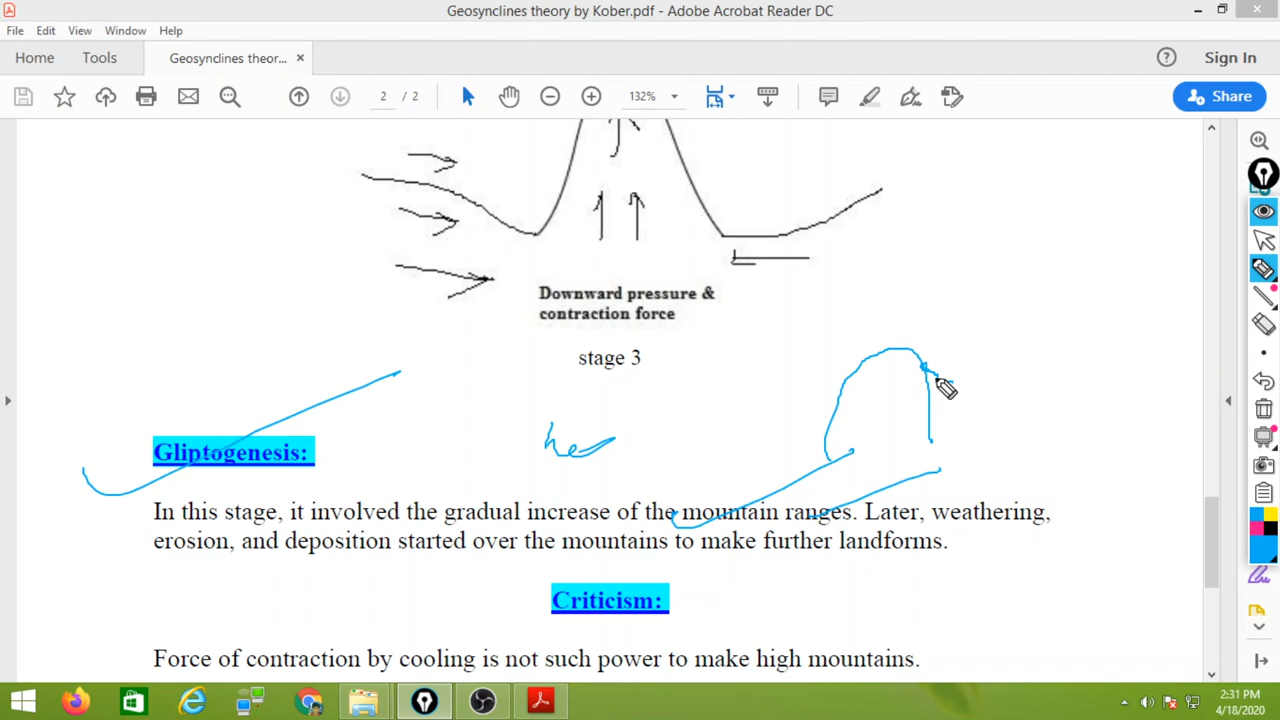 Geosynclines theory by Kober.pdf - Adobe Acrobat Reader DC
File Edit View Window Help
Home Tools Geosynclines theor... × Sign In
2 / 2 132% Share
Downward pressure &
contraction force
stage 3
he
Gliptogenesis:
In this stage, it involved the gradual increase of the mountain ranges. Later, weathering,
erosion, and deposition started over the mountains to make further landforms.
Criticism:
Force of contraction by cooling is not such power to make high mountains.
2:31 PM
4/18/2020